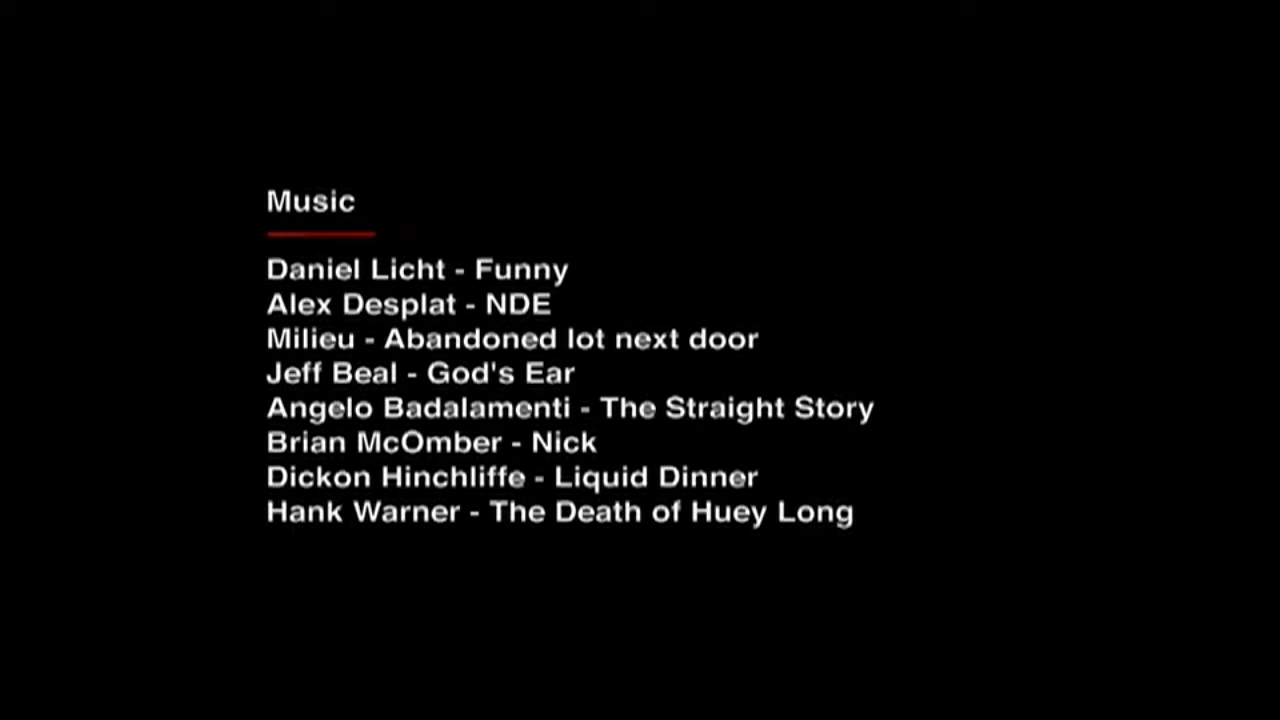 Music
Daniel Licht - Funny
Alex Desplat - NDE
Milieu - Abandoned lot next door
Jeff Beal - God's Ear
Angelo Badalamenti - The Straight Story
Brian McOmber - Nick
Dickon Hinchliffe - Liquid Dinner
Hank Warner - The Death of Huey Long